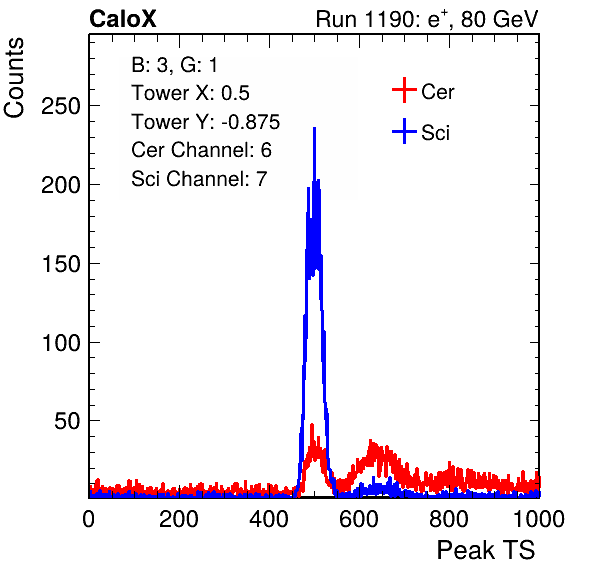 CaloX Run 1190: e+, 80 GeV
Counts
B: 3, G: 1
Tower X: 0.5
Tower Y: -0.875
Cer Channel: 6
Sci Channel: 7
Cer
Sci
250
200
150
100
50
0 200 400 600 800 1000
Peak TS